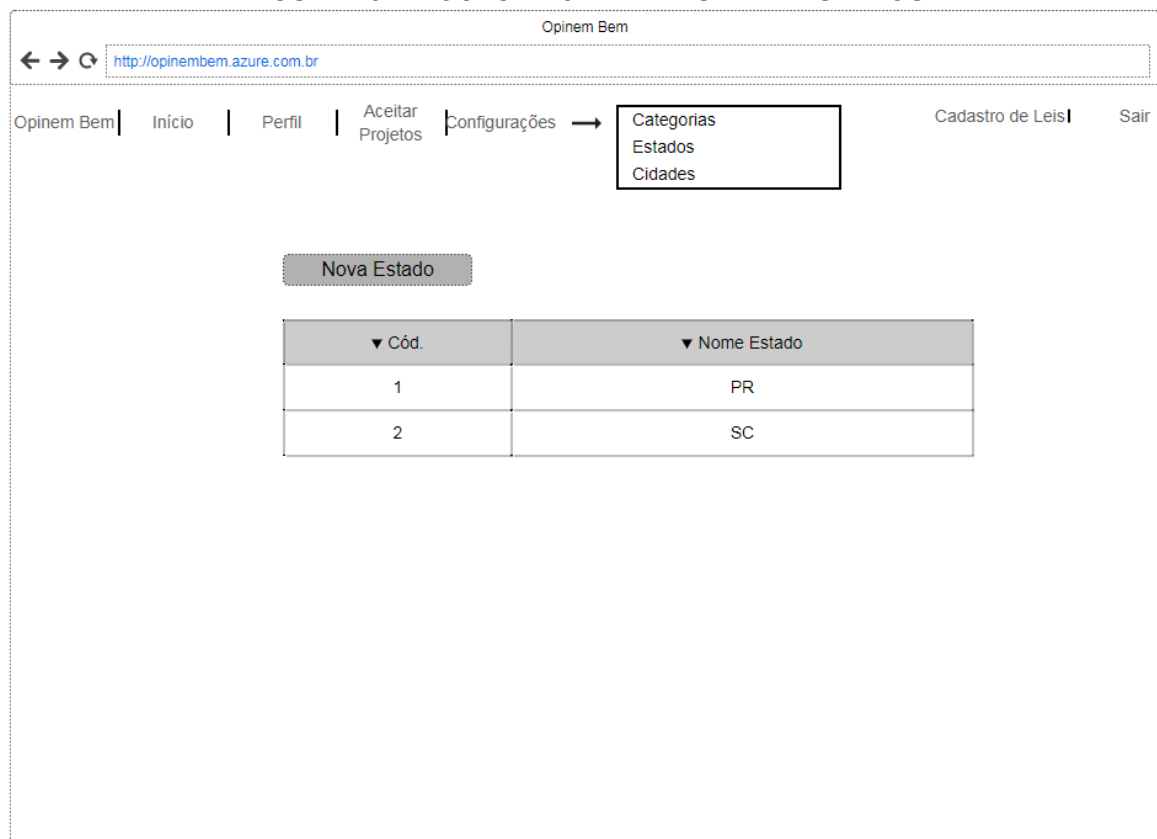 Opinem Bem
http://opinembem.azure.com.br
Opinem Bem Início Perfil Aceitar Projetos Configurações Categorias Cadastro de Leis Sair
Estados
Cidades
Nova Estado
▼ Cód. ▼ Nome Estado
1 PR
2 SC